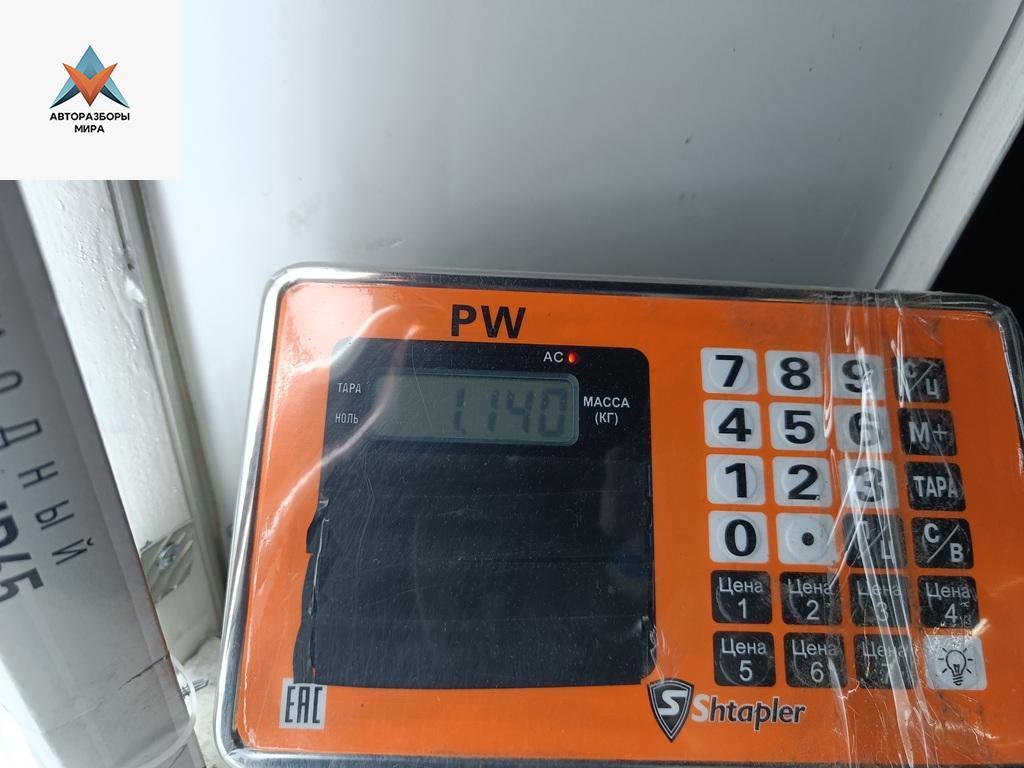 АВТОРАЗБОРЫ
МИРА
PW
AC
ТАРА
НОЛЬ
1.140
МАССА
(КГ)
7 8 9
4 5 6 М+
1 2 3 ТАРА
0 . С/В
Цена 1 Цена 2 Цена 3 Цена 4
Цена 5 Цена 6
EAC
S Shtapler